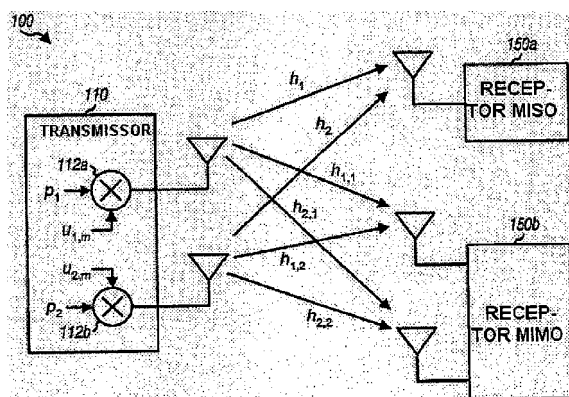 100
110
TRANSMISSOR
112a
p1
u1,m
u2,m
p2
112b
h1
h2
h1,1
h2,1
h1,2
h2,2
150a
RECEP-
TOR MISO
150b
RECEP-
TOR MIMO